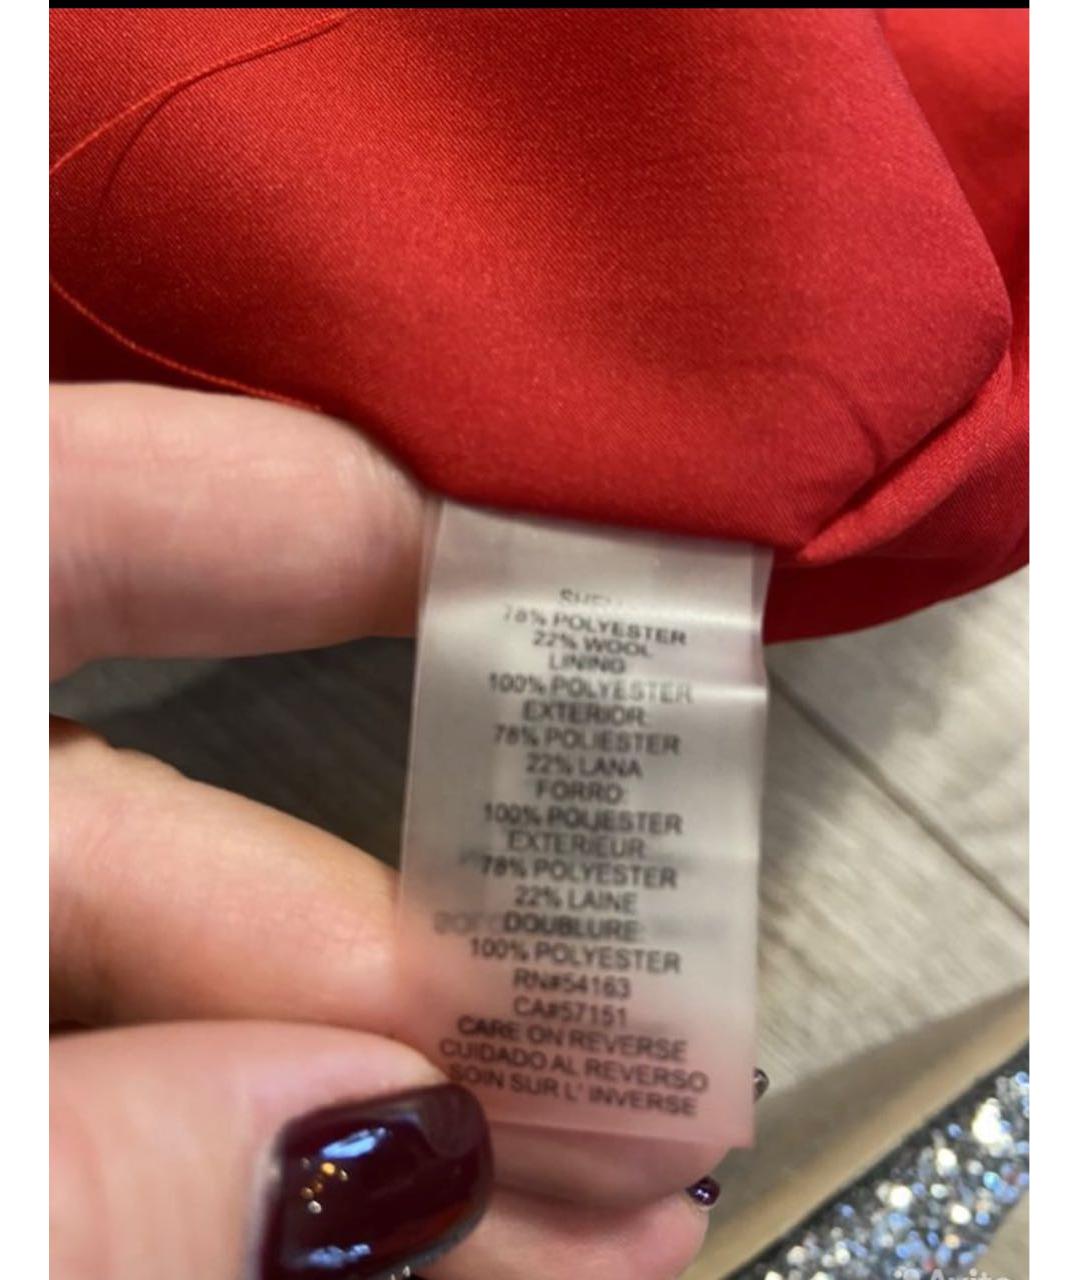 SHELL
78% POLYESTER
22% WOOL
LINING
100% POLYESTER
EXTERIOR:
78% POLIESTER
22% LANA
FORRO:
100% POLIESTER
EXTERIEUR
78% POLYESTER
22% LAINE
DOUBLURE:
100% POLYESTER
RN#54163
CA#57151
CARE ON REVERSE
CUIDADO AL REVERSO
SOIN SUR L' INVERSE